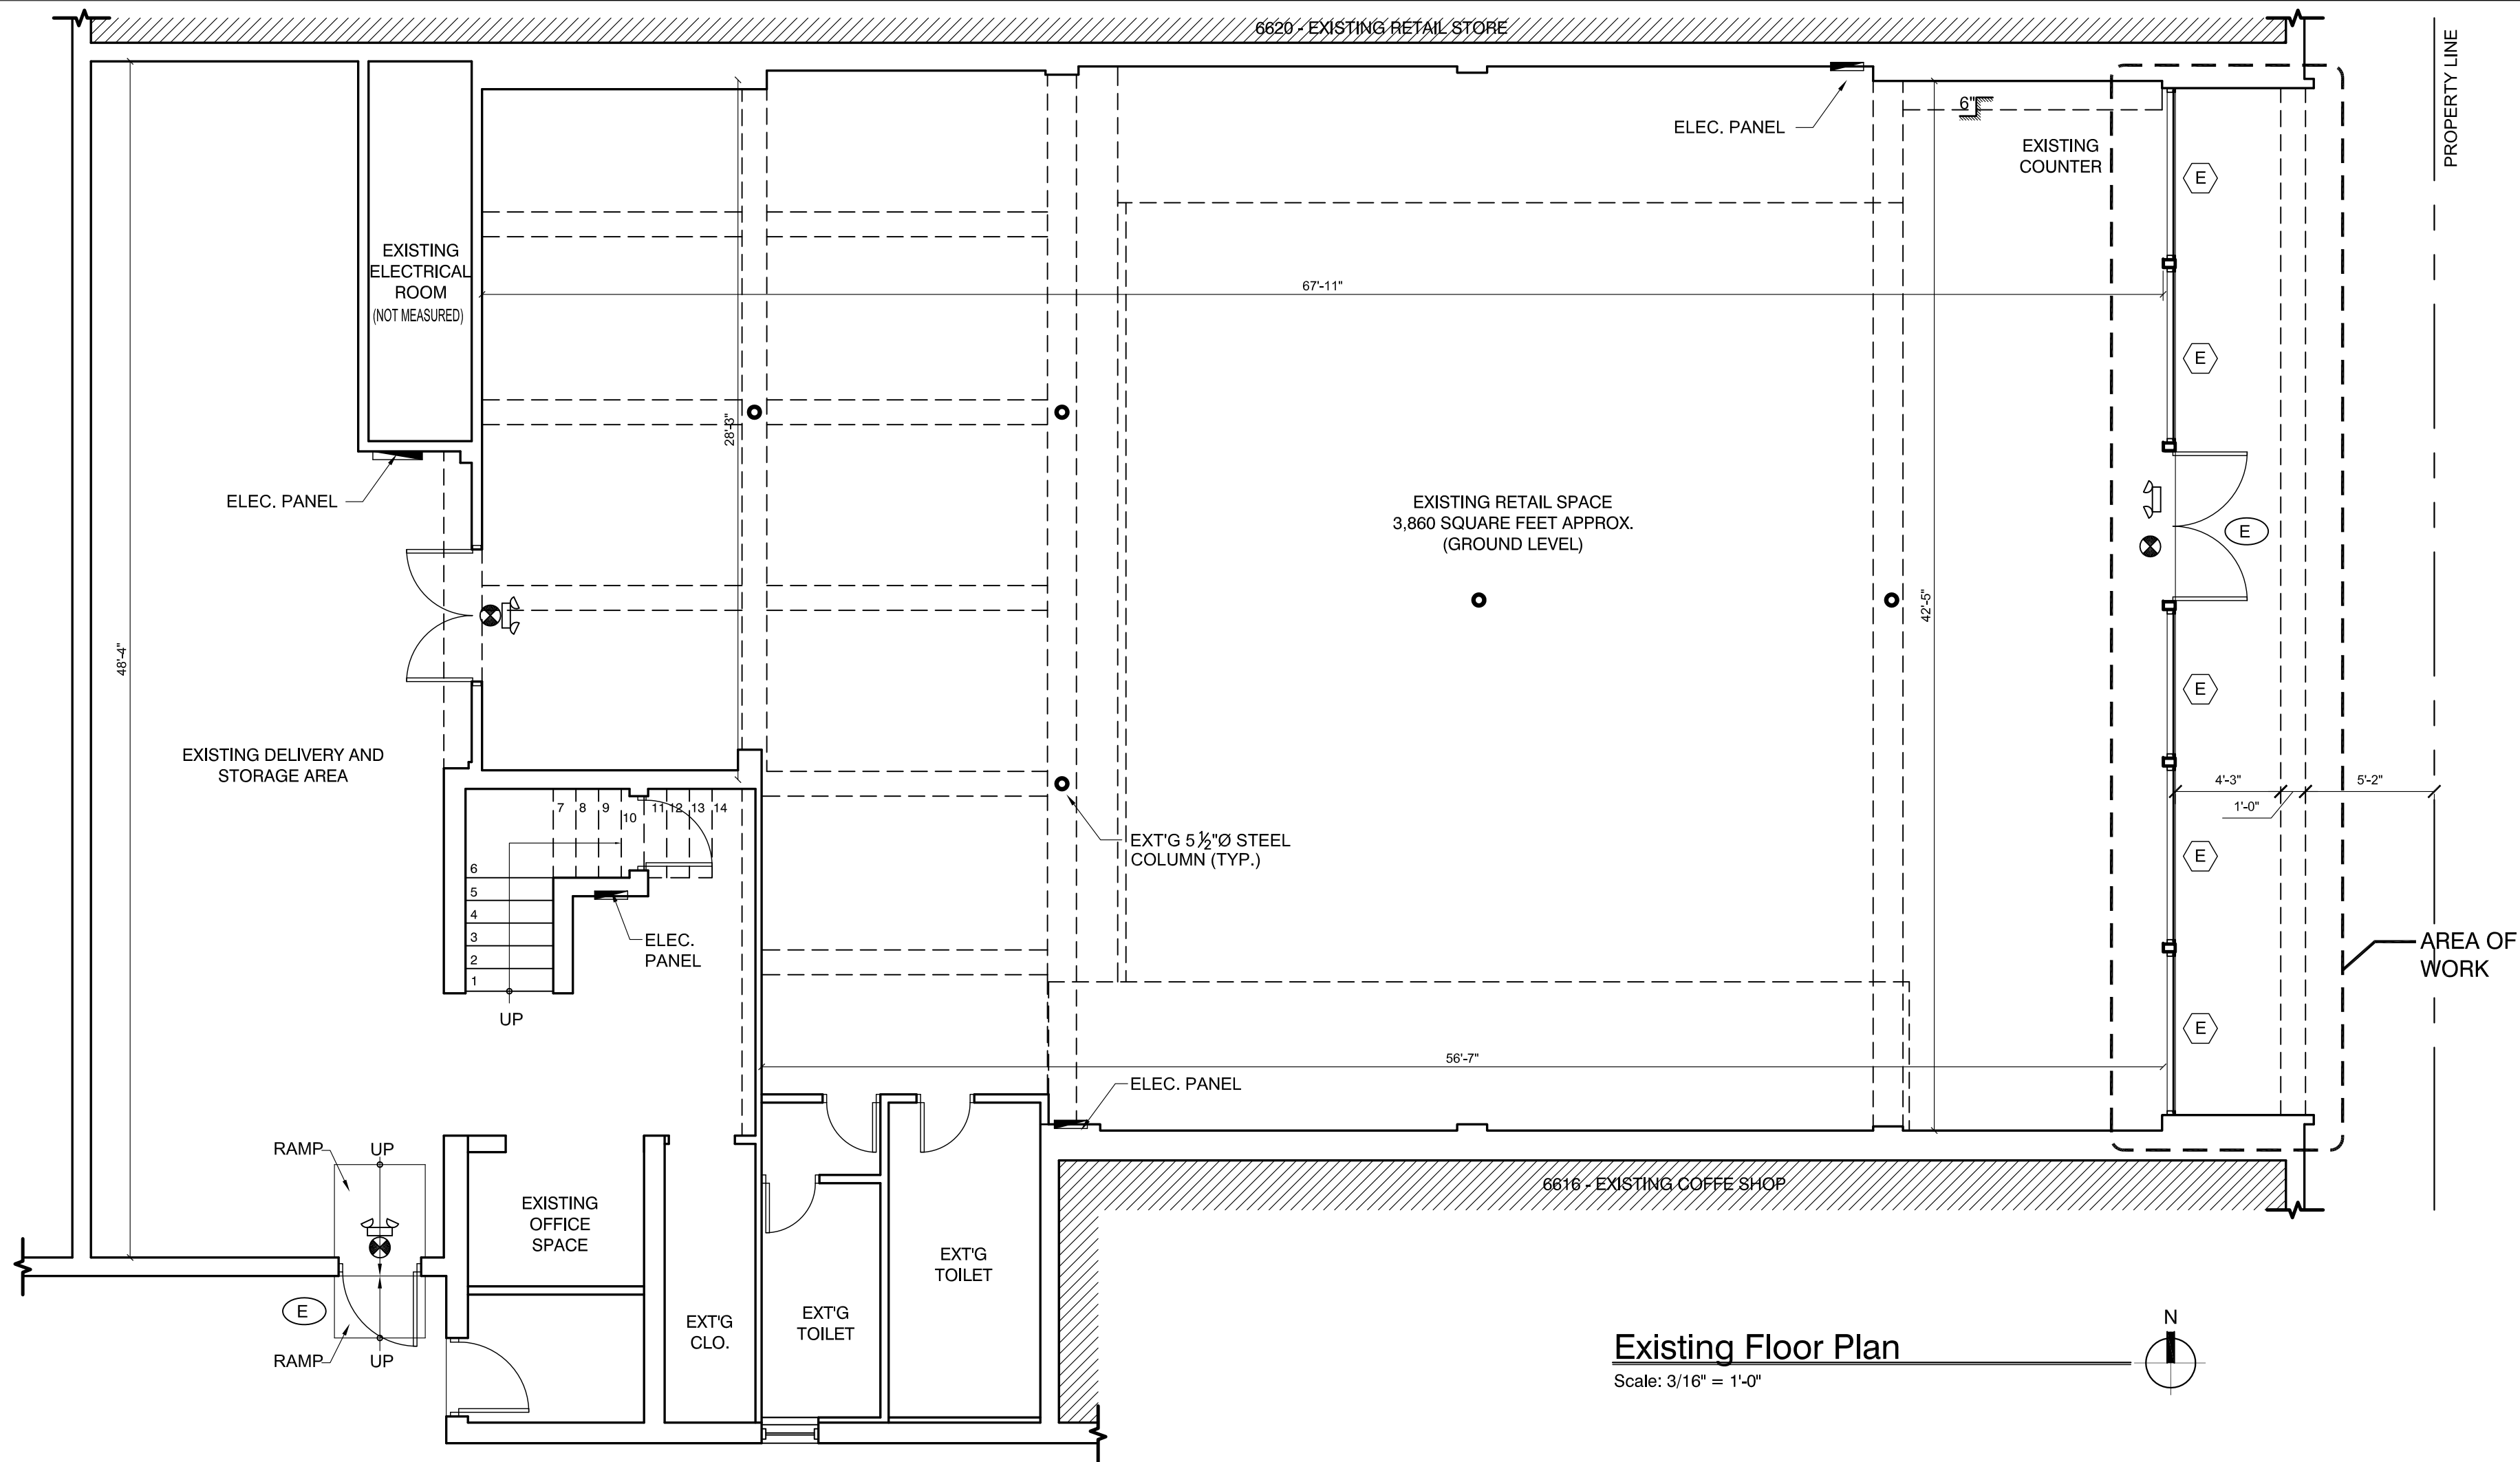 6620 - EXISTING RETAIL STORE
PROPERTY LINE
ELEC. PANEL
6"
EXISTING
COUNTER
E
EXISTING
ELECTRICAL
ROOM
(NOT MEASURED)
67'-11"
E
28'-3"
ELEC. PANEL
EXISTING RETAIL SPACE
3,860 SQUARE FEET APPROX.
(GROUND LEVEL)
E
42'-5"
48'-4"
E
EXISTING DELIVERY AND
STORAGE AREA
4'-3"
5'-2"
1'-0"
7 8 9 10 11 12 13 14
6
5
4
3
2
1
UP
EXT'G 5 ½"Ø STEEL
COLUMN (TYP.)
E
ELEC.
PANEL
AREA OF
WORK
E
56'-7"
ELEC. PANEL
RAMP
UP
6616 - EXISTING COFFE SHOP
EXISTING
OFFICE
SPACE
EXT'G
TOILET
E
EXT'G
CLO.
EXT'G
TOILET
RAMP
UP
Existing Floor Plan
Scale: 3/16" = 1'-0"
N